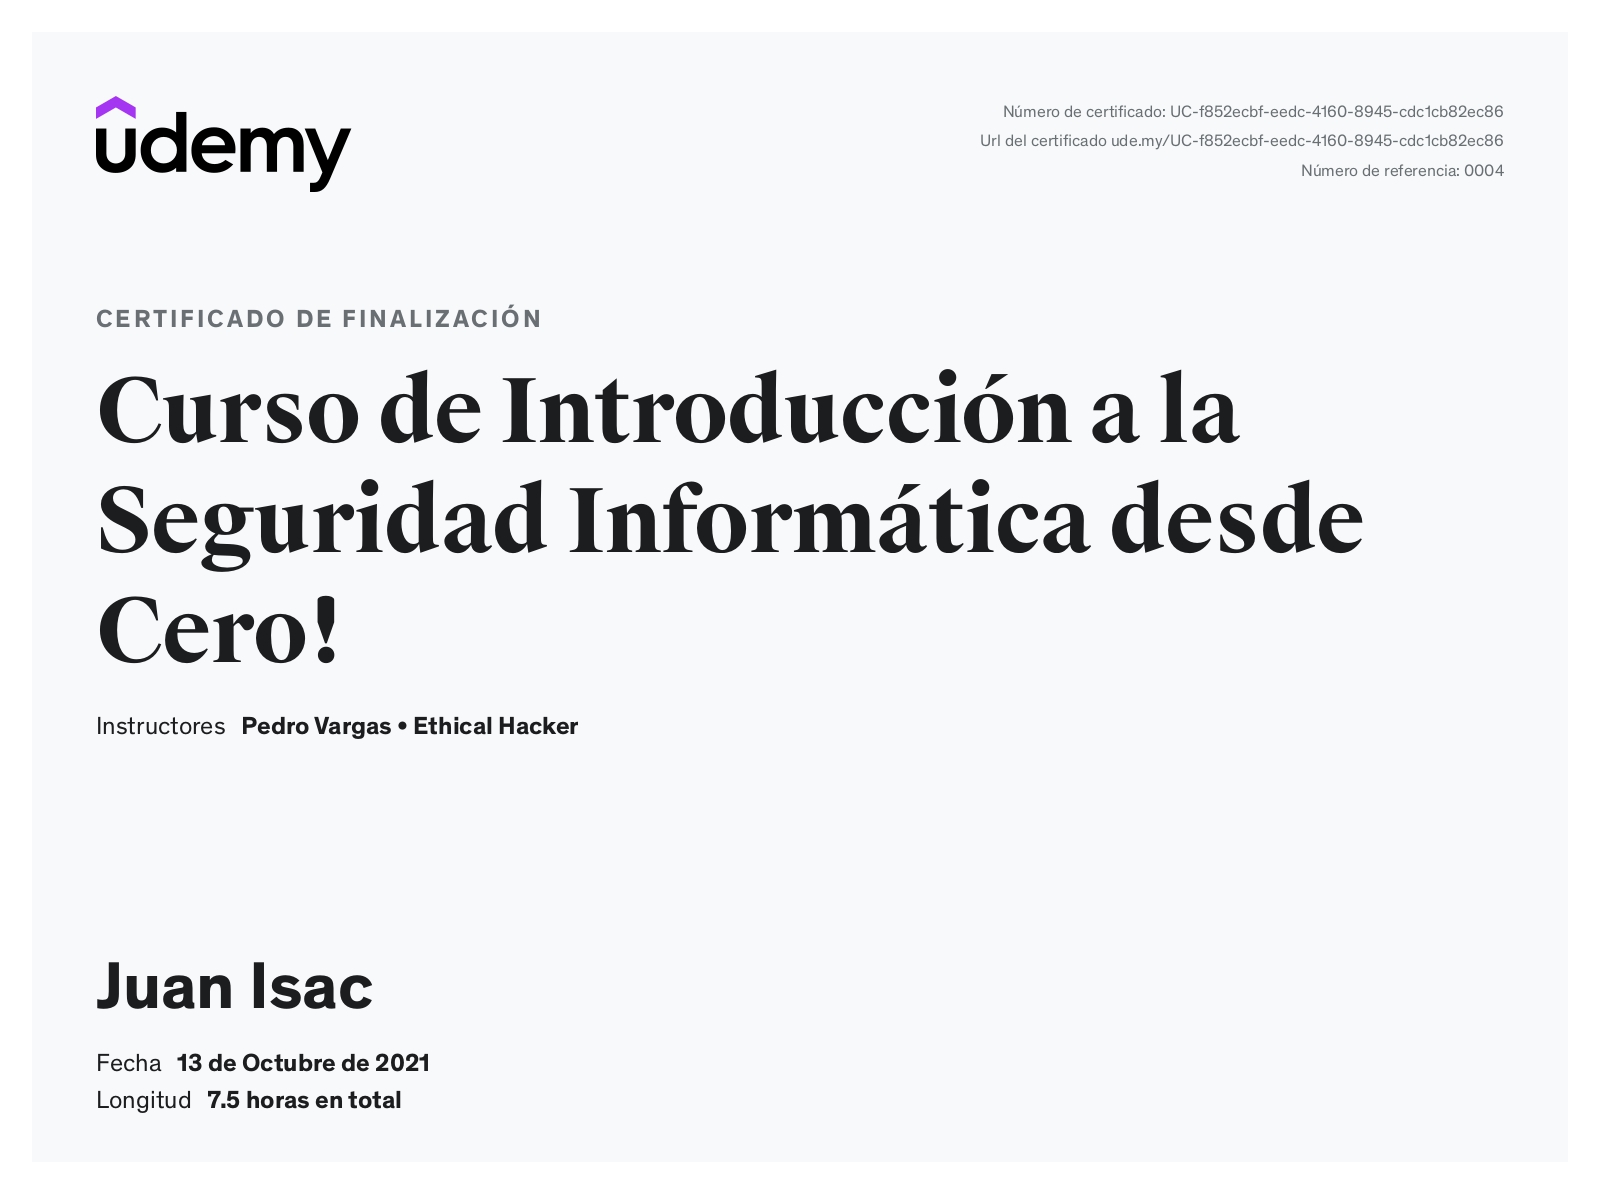 udemy
Número de certificado: UC-f852ecbf-eedc-4160-8945-cdc1cb82ec86
Url del certificado ude.my/UC-f852ecbf-eedc-4160-8945-cdc1cb82ec86
Número de referencia: 0004
CERTIFICADO DE FINALIZACIÓN
Curso de Introducción a la
Seguridad Informática desde
Cero!
Instructores Pedro Vargas • Ethical Hacker
Juan Isac
Fecha 13 de Octubre de 2021
Longitud 7.5 horas en total